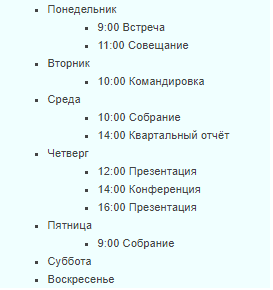 Понедельник
9:00 Встреча
11:00 Совещание
Вторник
10:00 Командировка
Среда
10:00 Собрание
14:00 Квартальный отчёт
Четверг
12:00 Презентация
14:00 Конференция
16:00 Презентация
Пятница
9:00 Собрание
Суббота
Воскресенье